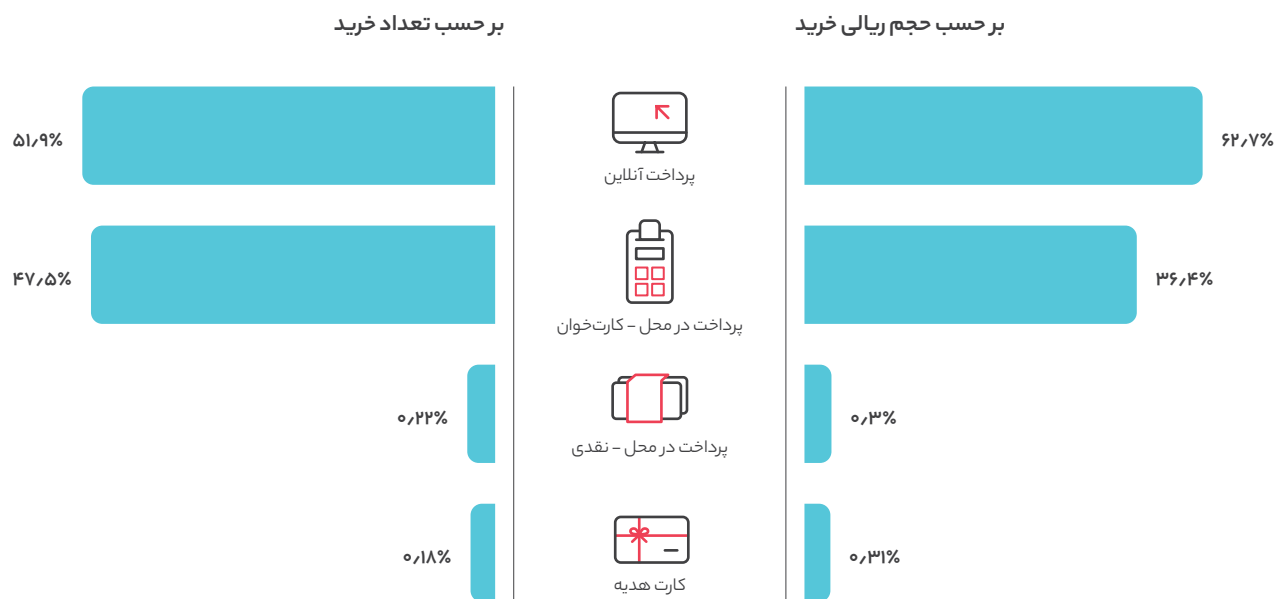 بر حسب حجم ریالی خرید
بر حسب تعداد خرید
۶۲٫۷%
پرداخت آنلاین
۵۱٫۹%
۳۶٫۴%
پرداخت در محل – کارت‌خوان
۴۷٫۵%
۰٫۳%
پرداخت در محل – نقدی
۰٫۲۲%
۰٫۳۱%
کارت هدیه
۰٫۱۸%